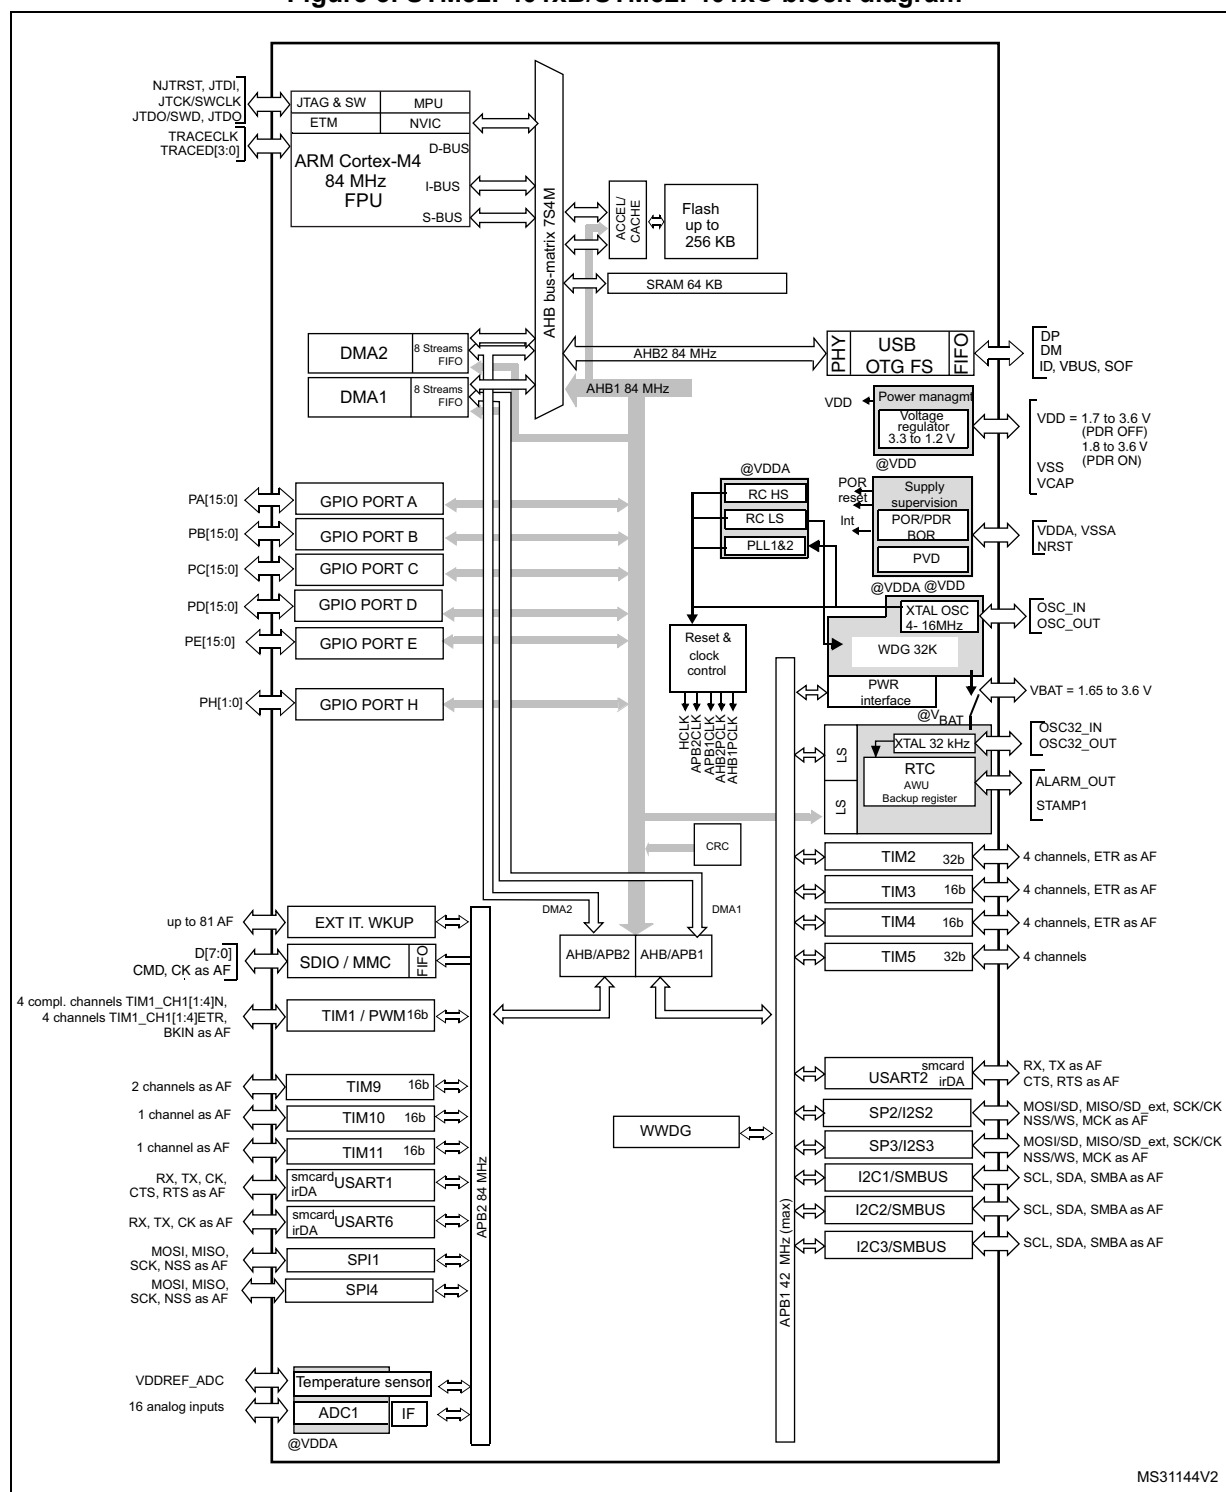 NJTRST, JTDI,
JTCK/SWCLK
JTDO/SWD, JTDO
TRACECLK
TRACED[3:0]
JTAG & SW
MPU
ETM
NVIC
D-BUS
ARM Cortex-M4
84 MHz
FPU
I-BUS
S-BUS
AHB bus-matrix 7S4M
ACCEL/
CACHE
Flash
up to
256 KB
SRAM 64 KB
DMA2
8 Streams
FIFO
DMA1
8 Streams
FIFO
AHB2 84 MHz
AHB1 84 MHz
PHY
USB
OTG FS
FIFO
DP
DM
ID, VBUS, SOF
Power managmt
VDD
Voltage
regulator
3.3 to 1.2 V
@VDD
VDD = 1.7 to 3.6 V
(PDR OFF)
1.8 to 3.6 V
(PDR ON)
VSS
VCAP
@VDDA
RC HS
RC LS
PLL1&2
POR
reset
Int
Supply
supervision
POR/PDR
BOR
PVD
VDDA, VSSA
NRST
@VDDA @VDD
XTAL OSC
4- 16MHz
OSC_IN
OSC_OUT
WDG 32K
PWR
interface
VBAT = 1.65 to 3.6 V
@VBAT
PA[15:0]
GPIO PORT A
PB[15:0]
GPIO PORT B
PC[15:0]
GPIO PORT C
PD[15:0]
GPIO PORT D
PE[15:0]
GPIO PORT E
PH[1:0]
GPIO PORT H
Reset &
clock
control
HCLK
APB2CLK
APB1CLK
AHB2PCLK
AHB1PCLK
LS
LS
XTAL 32 kHz
OSC32_IN
OSC32_OUT
RTC
AWU
Backup register
ALARM_OUT
STAMP1
CRC
TIM2 32b
4 channels, ETR as AF
TIM3 16b
4 channels, ETR as AF
TIM4 16b
4 channels, ETR as AF
TIM5 32b
4 channels
DMA2
DMA1
AHB/APB2
AHB/APB1
up to 81 AF
EXT IT. WKUP
D[7:0]
CMD, CK as AF
SDIO / MMC
FIFO
4 compl. channels TIM1_CH1[1:4]N,
4 channels TIM1_CH1[1:4]ETR,
BKIN as AF
TIM1 / PWM 16b
2 channels as AF
TIM9 16b
1 channel as AF
TIM10 16b
1 channel as AF
TIM11 16b
RX, TX, CK,
CTS, RTS as AF
smcard
irDA
USART1
RX, TX, CK as AF
smcard
irDA
USART6
MOSI, MISO,
SCK, NSS as AF
SPI1
MOSI, MISO,
SCK, NSS as AF
SPI4
APB2 84 MHz
VDDREF_ADC
Temperature sensor
16 analog inputs
ADC1
IF
@VDDA
WWDG
APB1 42 MHz (max)
USART2
smcard
irDA
RX, TX as AF
CTS, RTS as AF
SP2/I2S2
MOSI/SD, MISO/SD_ext, SCK/CK
NSS/WS, MCK as AF
SP3/I2S3
MOSI/SD, MISO/SD_ext, SCK/CK
NSS/WS, MCK as AF
I2C1/SMBUS
SCL, SDA, SMBA as AF
I2C2/SMBUS
SCL, SDA, SMBA as AF
I2C3/SMBUS
SCL, SDA, SMBA as AF
MS31144V2